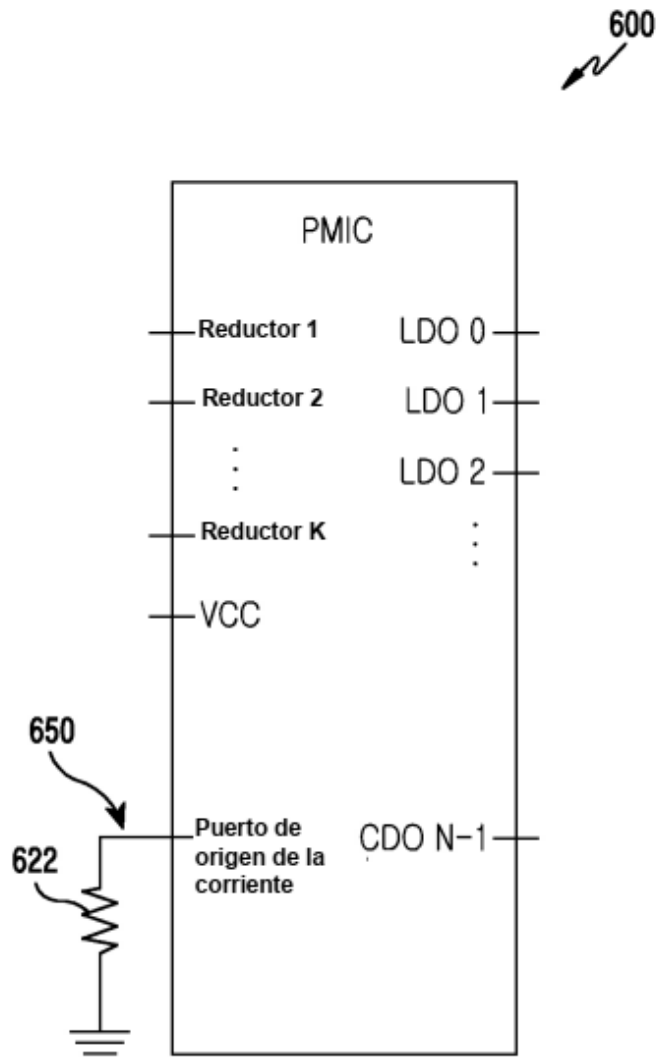 600
PMIC
Reductor 1
LDO 0
Reductor 2
LDO 1
LDO 2
Reductor K
VCC
650
Puerto de
origen de la
corriente
CDO N-1
622